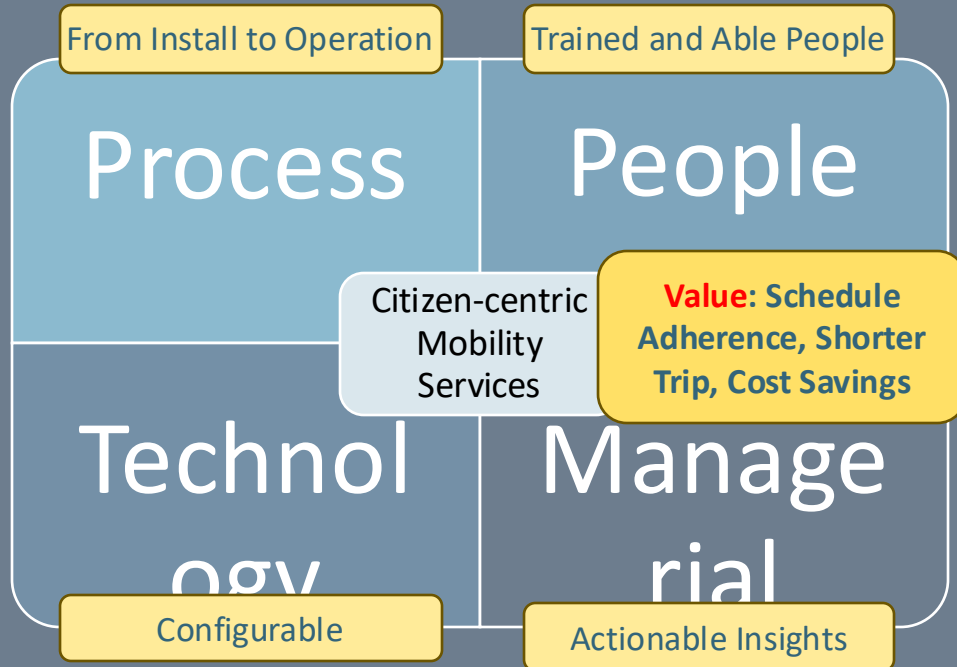 From Install to Operation
Trained and Able People
Process
People
Citizen-centric
Mobility
Services
Value: Schedule
Adherence, Shorter
Trip, Cost Savings
Technol
ogy
Manage
rial
Configurable
Actionable Insights